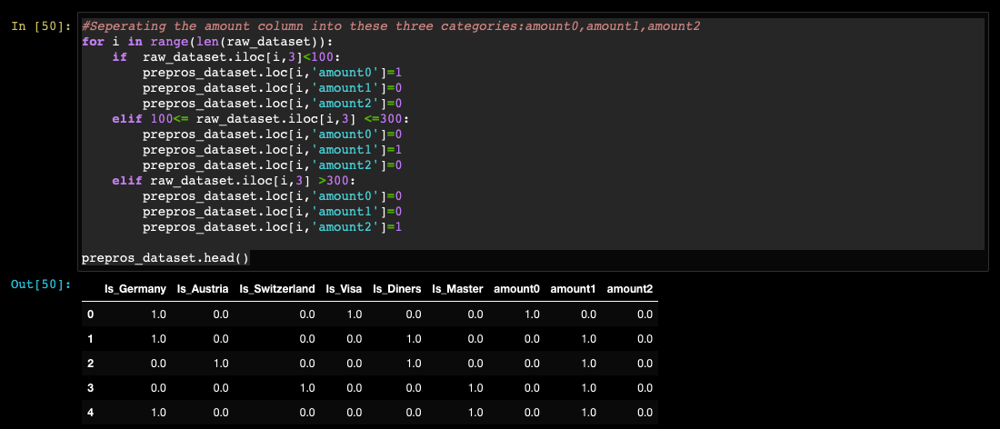 In [50]: #Seperating the amount column into these three categories:amount0,amount1,amount2
for i in range(len(raw_dataset)):
    if  raw_dataset.iloc[i,3]<100:
        prepros_dataset.loc[i,'amount0']=1
        prepros_dataset.loc[i,'amount1']=0
        prepros_dataset.loc[i,'amount2']=0
    elif 100<= raw_dataset.iloc[i,3] <=300:
        prepros_dataset.loc[i,'amount0']=0
        prepros_dataset.loc[i,'amount1']=1
        prepros_dataset.loc[i,'amount2']=0
    elif raw_dataset.iloc[i,3] >300:
        prepros_dataset.loc[i,'amount0']=0
        prepros_dataset.loc[i,'amount1']=0
        prepros_dataset.loc[i,'amount2']=1
prepros_dataset.head()
Out[50]: Is_Germany Is_Austria Is_Switzerland Is_Visa Is_Diners Is_Master amount0 amount1 amount2
0 1.0 0.0 0.0 1.0 0.0 0.0 1.0 0.0 0.0
1 1.0 0.0 0.0 0.0 1.0 0.0 0.0 1.0 0.0
2 0.0 1.0 0.0 0.0 1.0 0.0 0.0 1.0 0.0
3 0.0 0.0 1.0 0.0 0.0 1.0 0.0 1.0 0.0
4 1.0 0.0 0.0 0.0 0.0 1.0 0.0 1.0 0.0